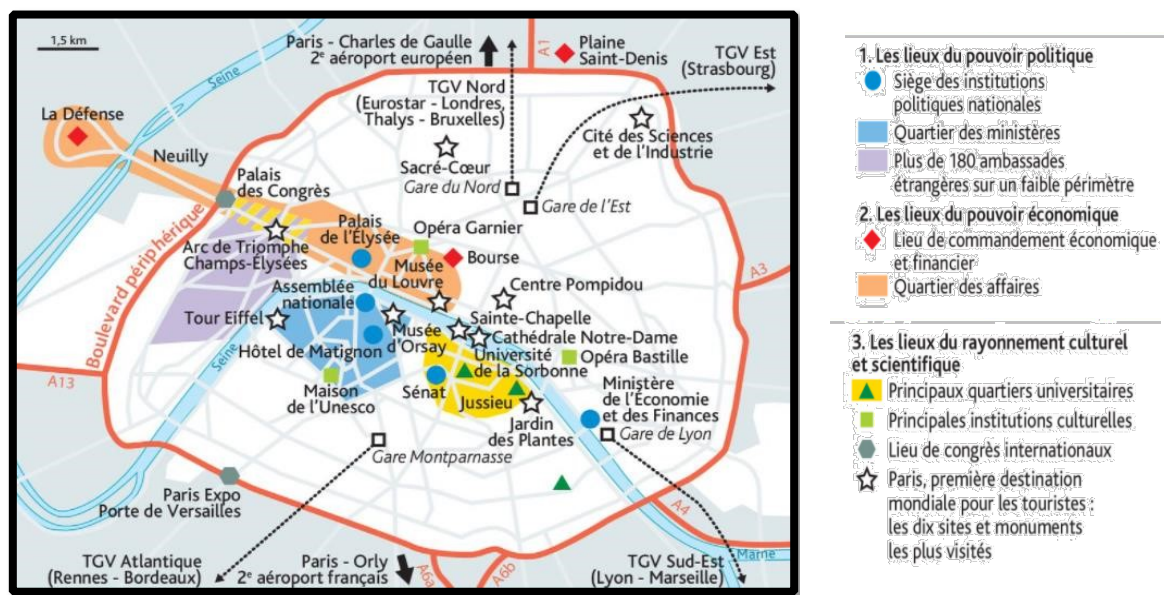 1,5 km
Paris - Charles de Gaulle
2e aéroport européen
A1
Plaine
Saint-Denis
TGV Est
(Strasbourg)
Seine
TGV Nord
(Eurostar - Londres,
Thalys - Bruxelles)
La Défense
Cité des Sciences
et de l'Industrie
Neuilly
Sacré-Cœur
Palais
des Congrès
Gare du Nord
Gare de l'Est
Boulevard périphérique
Palais
de l'Élysée
Opéra Garnier
Arc de Triomphe
Champs-Élysées
Musée
du Louvre
Bourse
A3
Assemblée
nationale
Centre Pompidou
Tour Eiffel
Sainte-Chapelle
Musée
d'Orsay
Cathédrale Notre-Dame
Seine
Hôtel de Matignon
Université
de la Sorbonne
Opéra Bastille
A13
Maison
de l'Unesco
Sénat
Jussieu
Ministère
de l'Économie
et des Finances
Jardin
des Plantes
Gare de Lyon
Gare Montparnasse
Paris Expo
Porte de Versailles
A4
Marne
TGV Atlantique
(Rennes - Bordeaux)
Paris - Orly
2e aéroport français
A6a
A6b
TGV Sud-Est
(Lyon - Marseille)
1. Les lieux du pouvoir politique
Siège des institutions
politiques nationales
Quartier des ministères
Plus de 180 ambassades
étrangères sur un faible périmètre
2. Les lieux du pouvoir économique
Lieu de commandement économique
et financier
Quartier des affaires
3. Les lieux du rayonnement culturel
et scientifique
Principaux quartiers universitaires
Principales institutions culturelles
Lieu de congrès internationaux
Paris, première destination
mondiale pour les touristes :
les dix sites et monuments
les plus visités